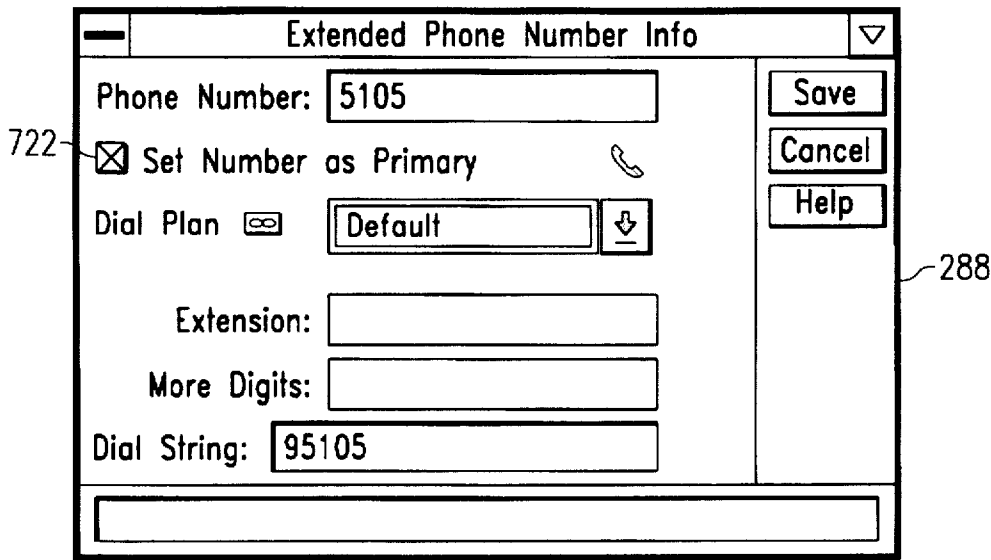 Extended Phone Number Info
Phone Number: 5105
Save
722
Set Number as Primary
Cancel
Dial Plan Default
Help
288
Extension:
More Digits:
Dial String: 95105